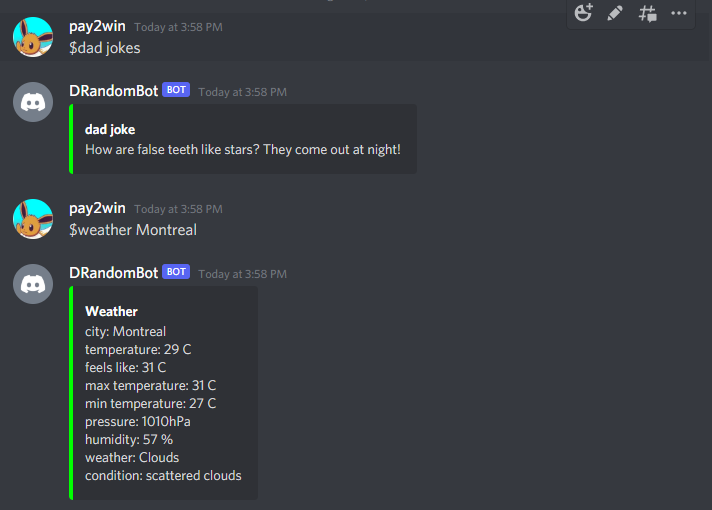 pay2win Today at 3:58 PM
$dad jokes
DRandomBot BOT Today at 3:58 PM
dad joke
How are false teeth like stars? They come out at night!
pay2win Today at 3:58 PM
$weather Montreal
DRandomBot BOT Today at 3:58 PM
Weather
city: Montreal
temperature: 29 C
feels like: 31 C
max temperature: 31 C
min temperature: 27 C
pressure: 1010hPa
humidity: 57 %
weather: Clouds
condition: scattered clouds